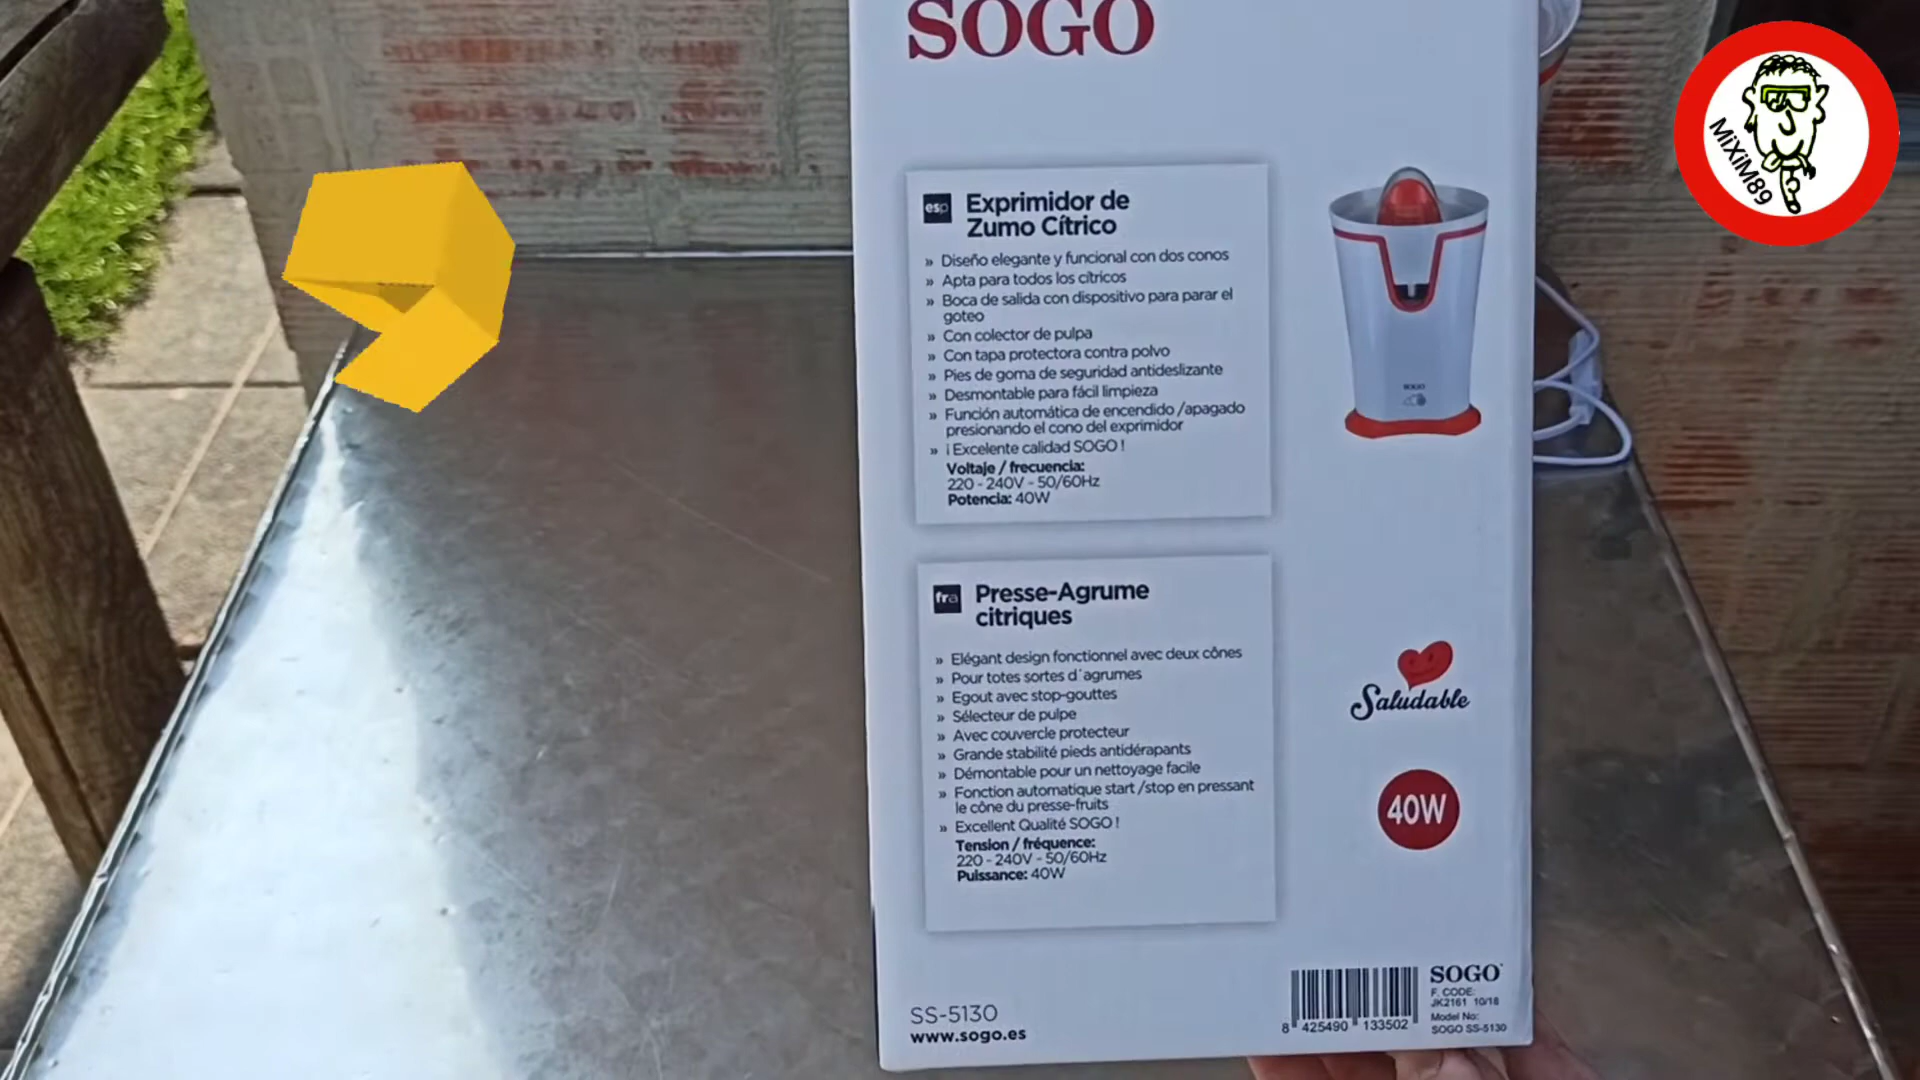 SOGO
esp
Exprimidor de
Zumo Cítrico
» Diseño elegante y funcional con dos conos
» Apta para todos los cítricos
» Boca de salida con dispositivo para parar el
goteo
» Con colector de pulpa
» Con tapa protectora contra polvo
» Pies de goma de seguridad antideslizante
» Desmontable para fácil limpieza
» Función automática de encendido /apagado
presionando el cono del exprimidor
» ¡ Excelente calidad SOGO !
Voltaje / frecuencia:
220 - 240V - 50/60Hz
Potencia: 40W
fra
Presse-Agrume
citriques
» Elégant design fonctionnel avec deux cônes
» Pour totes sortes d´agrumes
» Egout avec stop-gouttes
» Sélecteur de pulpe
» Avec couvercle protecteur
» Grande stabilité pieds antidérapants
» Démontable pour un nettoyage facile
» Fonction automatique start /stop en pressant
le cône du presse-fruits
» Excellent Qualité SOGO !
Tension / fréquence:
220 - 240V - 50/60Hz
Puissance: 40W
SOGO
Saludable
40W
SS-5130
www.sogo.es
8 425490 133502
SOGO
F. CODE:
JK2161 10/18
Model No:
SOGO SS-5130
MiXiM89